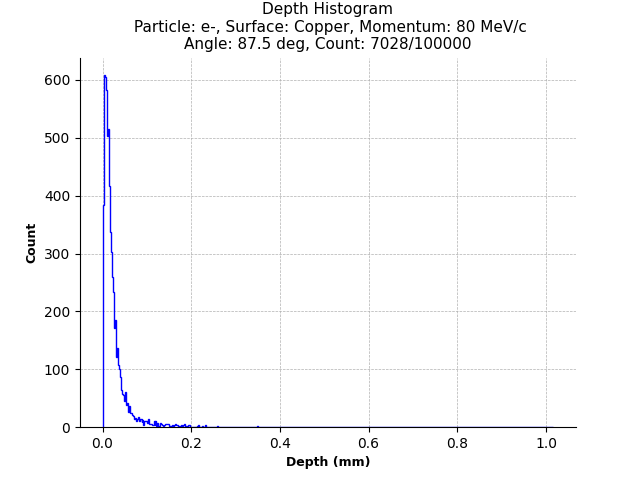 Depth Histogram
Particle: e-, Surface: Copper, Momentum: 80 MeV/c
Angle: 87.5 deg, Count: 7028/100000
600
500
400
300
200
100
0
Count
0.0 0.2 0.4 0.6 0.8 1.0
Depth (mm)